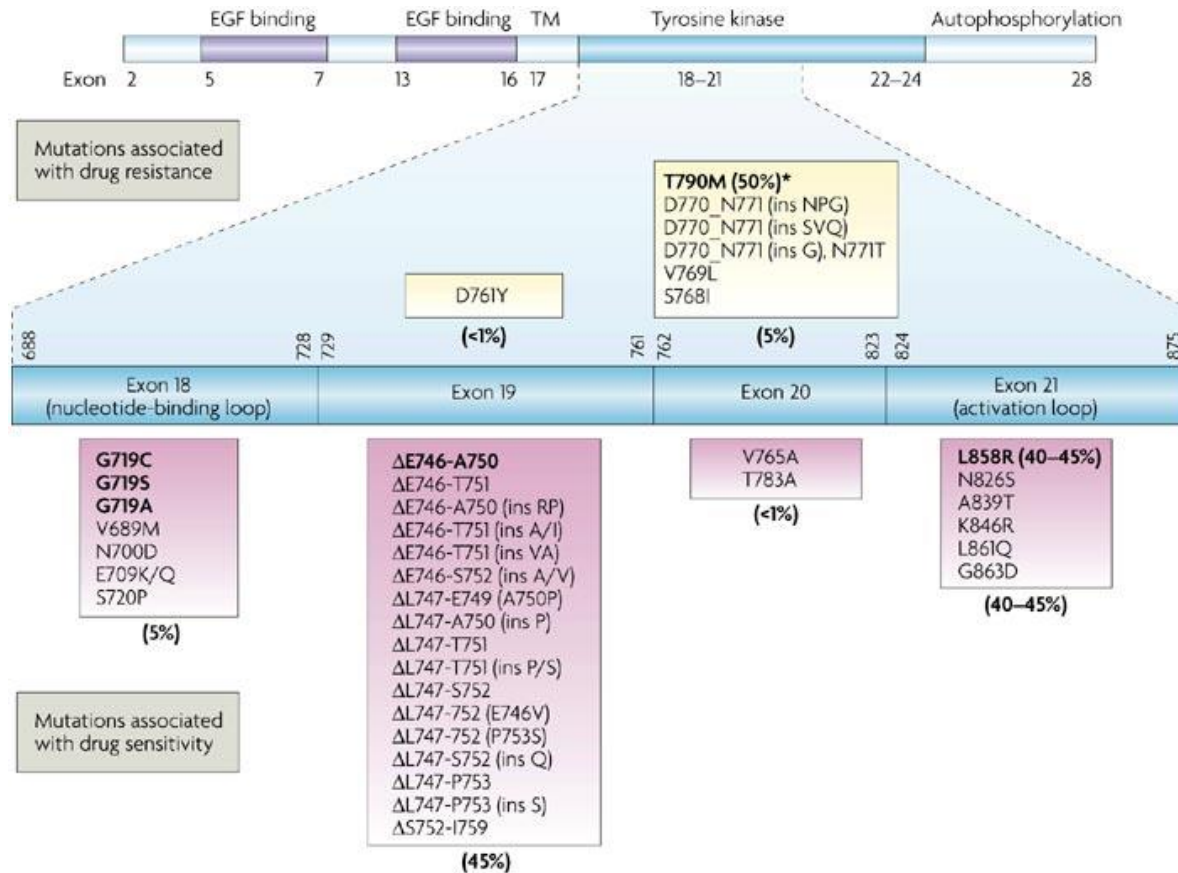 EGF binding
EGF binding
TM
Tyrosine kinase
Autophosphorylation
Exon 2 5 7 13 16 17 18–21 22–24 28
Mutations associated
with drug resistance
T790M (50%)*
D770_N771 (ins NPG)
D770_N771 (ins SVQ)
D770_N771 (ins G), N771T
V769L
S768I
(5%)
D761Y
(<1%)
688
728
729
761
762
823
824
875
Exon 18
(nucleotide-binding loop)
Exon 19
Exon 20
Exon 21
(activation loop)
G719C
G719S
G719A
V689M
N700D
E709K/Q
S720P
(5%)
ΔE746-A750
ΔE746-T751
ΔE746-A750 (ins RP)
ΔE746-T751 (ins A/I)
ΔE746-T751 (ins VA)
ΔE746-S752 (ins A/V)
ΔL747-E749 (A750P)
ΔL747-A750 (ins P)
ΔL747-T751
ΔL747-T751 (ins P/S)
ΔL747-S752
ΔL747-752 (E746V)
ΔL747-752 (P753S)
ΔL747-S752 (ins Q)
ΔL747-P753
ΔL747-P753 (ins S)
ΔS752-I759
(45%)
V765A
T783A
(<1%)
L858R (40–45%)
N826S
A839T
K846R
L861Q
G863D
(40–45%)
Mutations associated
with drug sensitivity